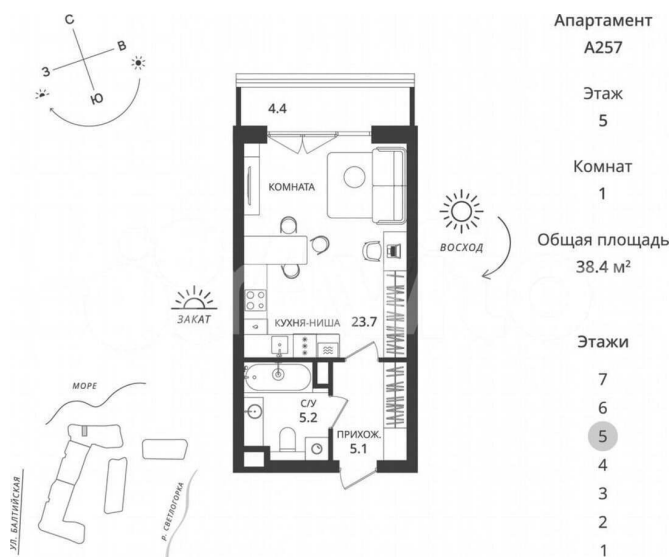 С
В
З
Ю
Апартамент
А257
Этаж
5
Комнат
1
Общая площадь
38.4 м²
Этажи
7
6
5
4
3
2
1
4.4
КОМНАТА
ВОСХОД
ЗАКАТ
КУХНЯ-НИША 23.7
С/У
5.2
ПРИХОЖ.
5.1
МОРЕ
УЛ. БАЛТИЙСКАЯ
р. СВЕТЛОГОРКА